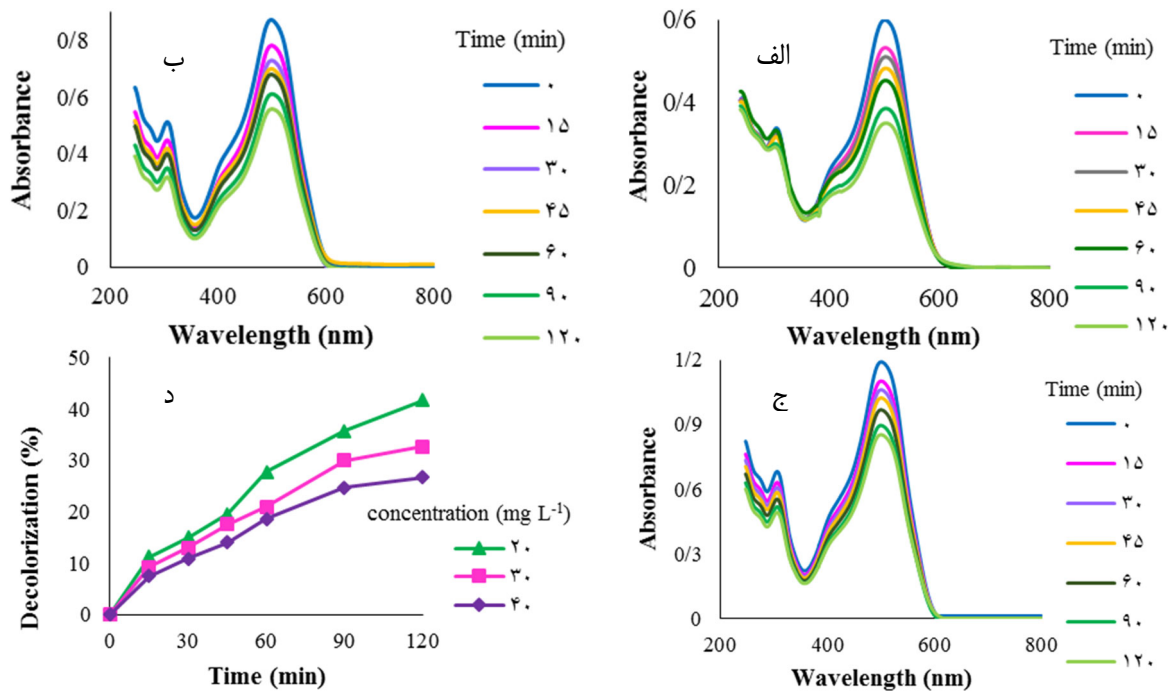 الف
Absorbance
0/6
0/4
0/2
0
200 400 600 800
Wavelength (nm)
Time (min)
۰
۱۵
۳۰
۴۵
۶۰
۹۰
۱۲۰
ب
Absorbance
0/8
0/6
0/4
0/2
0
200 400 600 800
Wavelength (nm)
Time (min)
۰
۱۵
۳۰
۴۵
۶۰
۹۰
۱۲۰
ج
Absorbance
1/2
0/9
0/6
0/3
0
200 400 600 800
Wavelength (nm)
Time (min)
۰
۱۵
۳۰
۴۵
۶۰
۹۰
۱۲۰
د
Decolorization (%)
50
40
30
20
10
0
0 30 60 90 120
Time (min)
concentration (mg L⁻¹)
۲۰
۳۰
۴۰